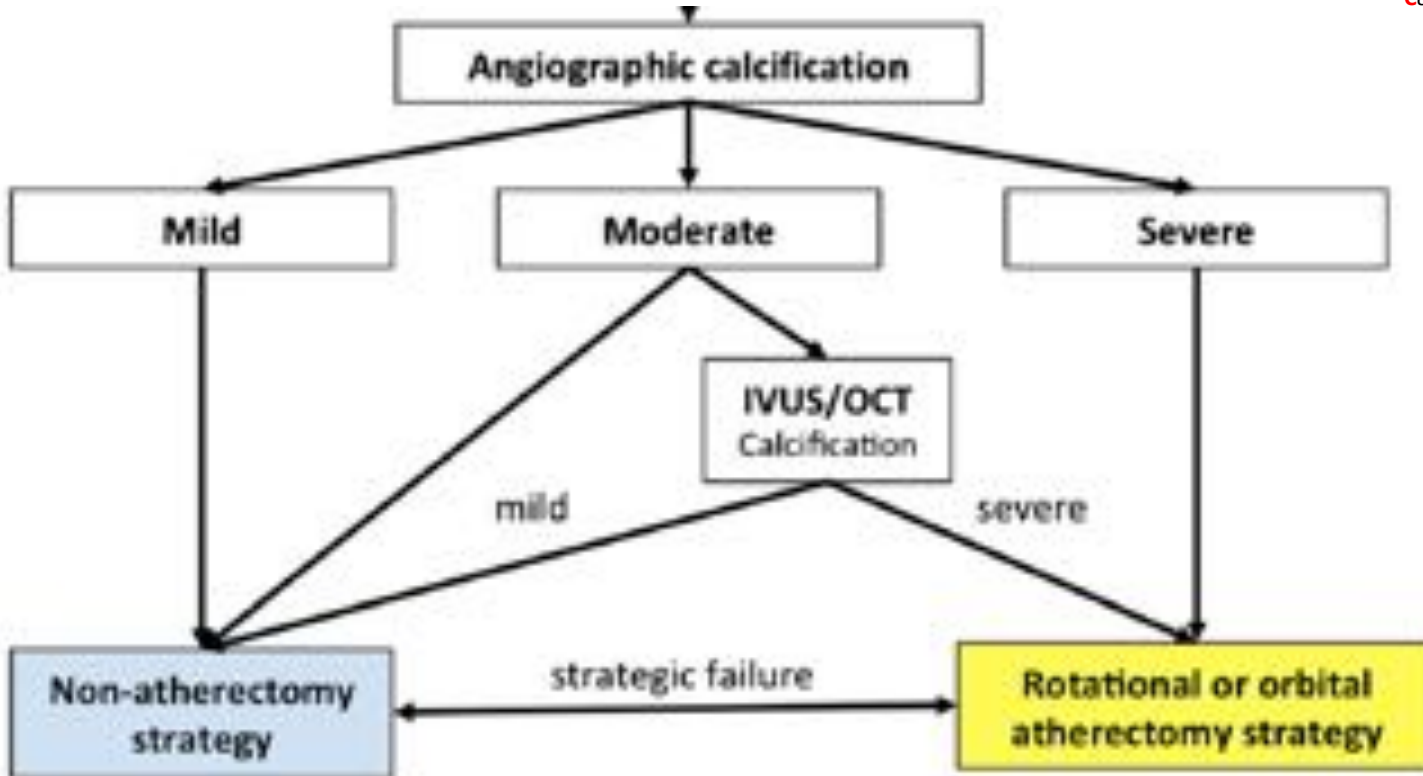 Angiographic calcification
Mild
Moderate
Severe
IVUS/OCT
Calcification
mild
severe
Non-atherectomy
strategy
strategic failure
Rotational or orbital
atherectomy strategy